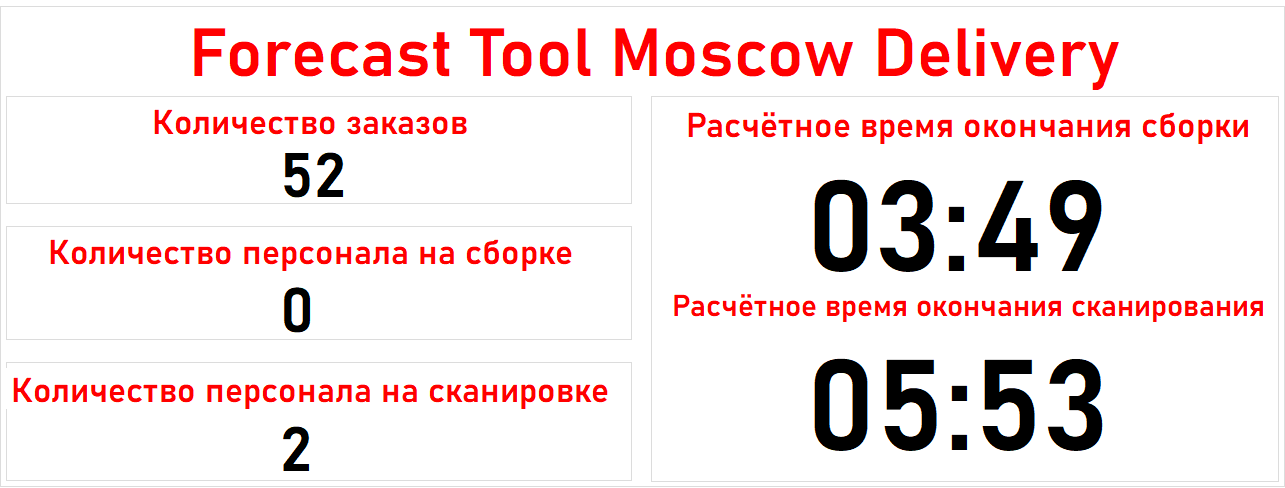 Forecast Tool Moscow Delivery
Количество заказов
52
Количество персонала на сборке
0
Количество персонала на сканировке
2
Расчётное время окончания сборки
03:49
Расчётное время окончания сканирования
05:53